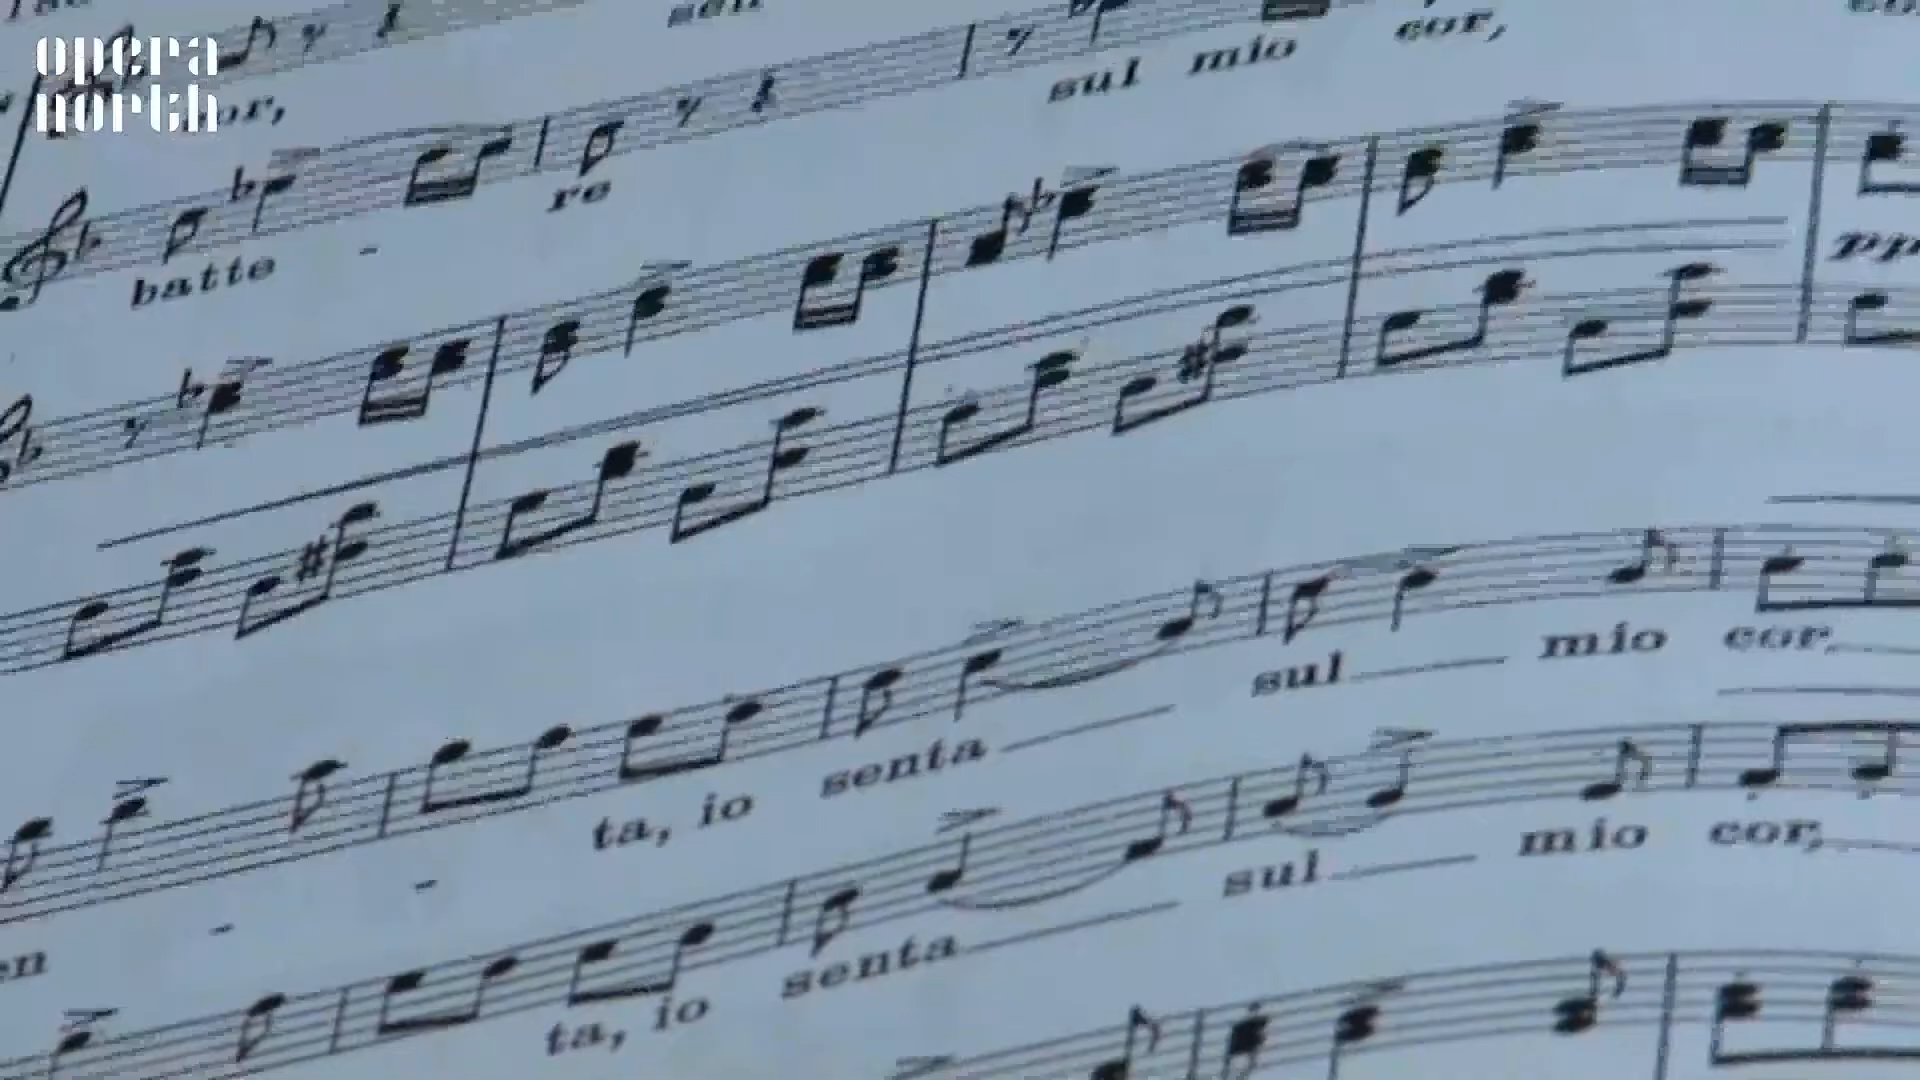 opera
north
sul mio cor,
batte - re
pp
ta, io senta sul mio cor,
- -
ta, io senta sul mio cor,